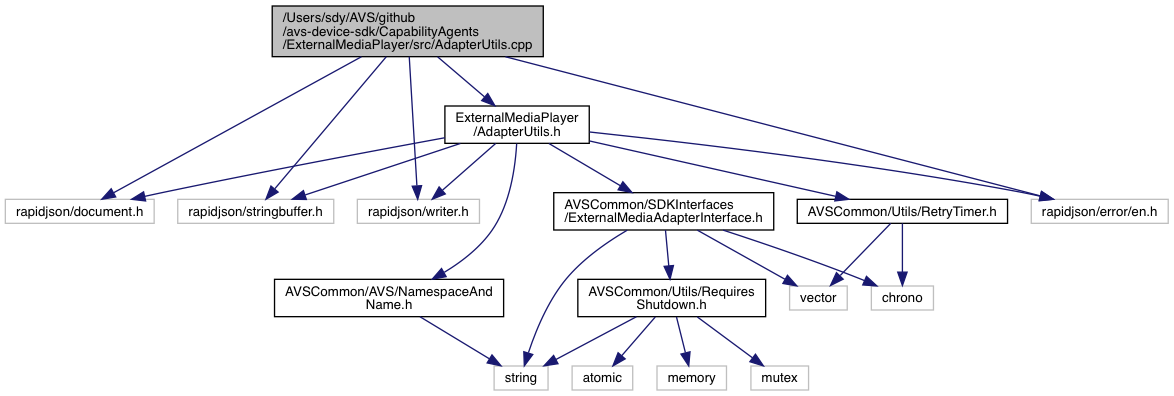 /Users/sdy/AVS/github
/avs-device-sdk/CapabilityAgents
/ExternalMediaPlayer/src/AdapterUtils.cpp
ExternalMediaPlayer
/AdapterUtils.h
rapidjson/document.h
rapidjson/stringbuffer.h
rapidjson/writer.h
AVSCommon/SDKInterfaces
/ExternalMediaAdapterInterface.h
AVSCommon/Utils/RetryTimer.h
rapidjson/error/en.h
AVSCommon/AVS/NamespaceAnd
Name.h
AVSCommon/Utils/Requires
Shutdown.h
vector
chrono
string
atomic
memory
mutex